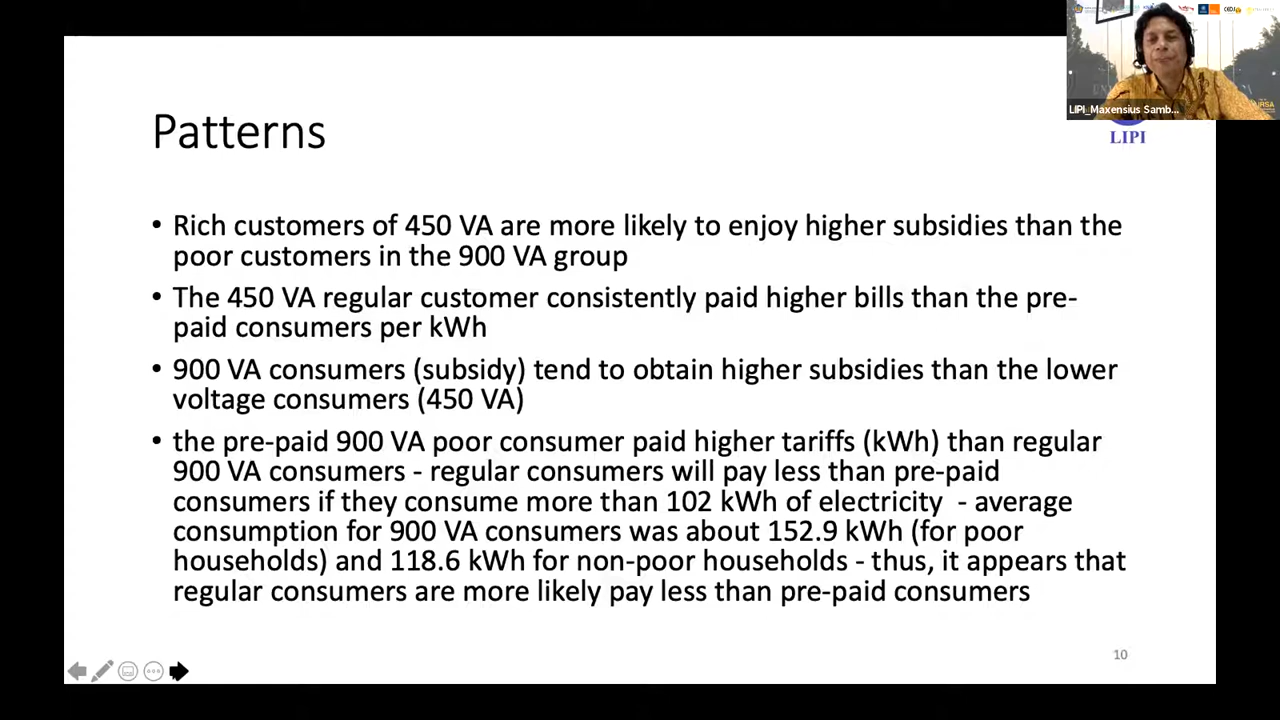 LIPI_Maxensius Samb...
LIPI
Patterns
• Rich customers of 450 VA are more likely to enjoy higher subsidies than the
poor customers in the 900 VA group
• The 450 VA regular customer consistently paid higher bills than the pre-
paid consumers per kWh
• 900 VA consumers (subsidy) tend to obtain higher subsidies than the lower
voltage consumers (450 VA)
• the pre-paid 900 VA poor consumer paid higher tariffs (kWh) than regular
900 VA consumers - regular consumers will pay less than pre-paid
consumers if they consume more than 102 kWh of electricity  - average
consumption for 900 VA consumers was about 152.9 kWh (for poor
households) and 118.6 kWh for non-poor households - thus, it appears that
regular consumers are more likely pay less than pre-paid consumers
10